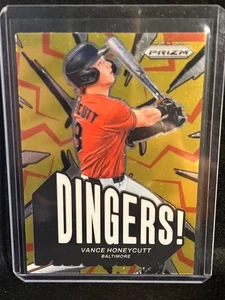 PRIZM
DINGERS!
VANCE HONEYCUTT
BALTIMORE